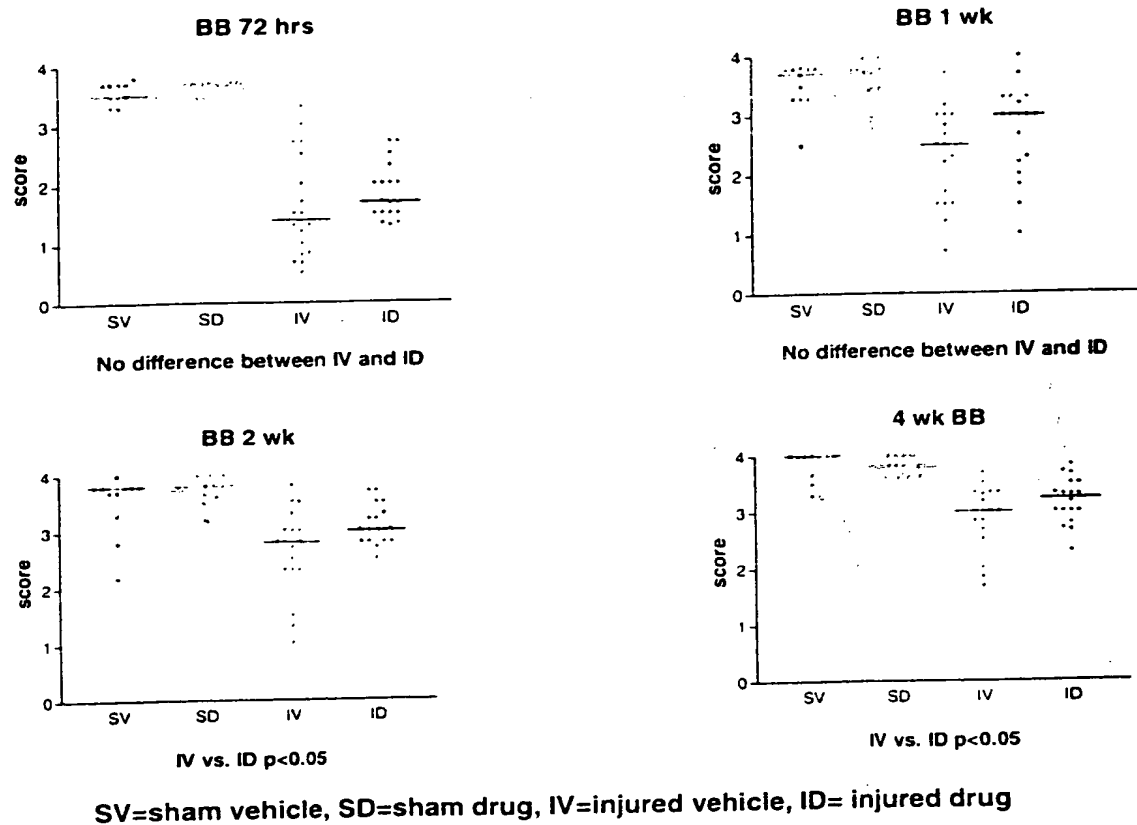 BB 72 hrs
4
3
2
1
0
score
SV SD IV ID
No difference between IV and ID
BB 1 wk
4
3
2
1
0
score
SV SD IV ID
No difference between IV and ID
BB 2 wk
4
3
2
1
0
score
SV SD IV ID
IV vs. ID p<0.05
4 wk BB
4
3
2
1
0
score
SV SD IV ID
IV vs. ID p<0.05
SV=sham vehicle, SD=sham drug, IV=injured vehicle, ID= injured drug